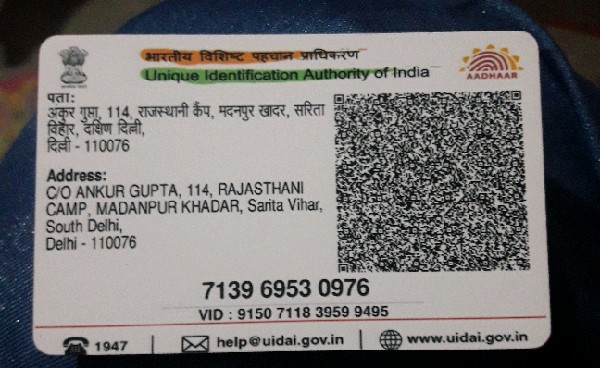 भारतीय विशिष्ट पहचान प्राधिकरण
Unique Identification Authority of India
AADHAAR
पता:
अंकुर गुप्ता, 114, राजस्थानी कैंप, मदनपुर खादर, सरिता
विहार, दक्षिण दिल्ली,
दिल्ली - 110076
Address:
C/O ANKUR GUPTA, 114, RAJASTHANI
CAMP, MADANPUR KHADAR, Sarita Vihar,
South Delhi,
Delhi - 110076
7139 6953 0976
VID : 9150 7118 3959 9495
1947 | help@uidai.gov.in | www.uidai.gov.in